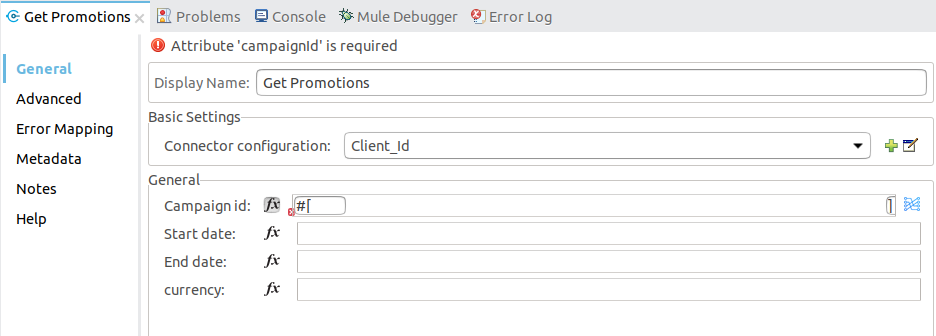 Get Promotions Problems Console Mule Debugger Error Log
Attribute 'campaignId' is required
General
Advanced
Error Mapping
Metadata
Notes
Help
Display Name: Get Promotions
Basic Settings
Connector configuration: Client_Id
General
Campaign id: fx #[ ]
Start date: fx
End date: fx
currency: fx